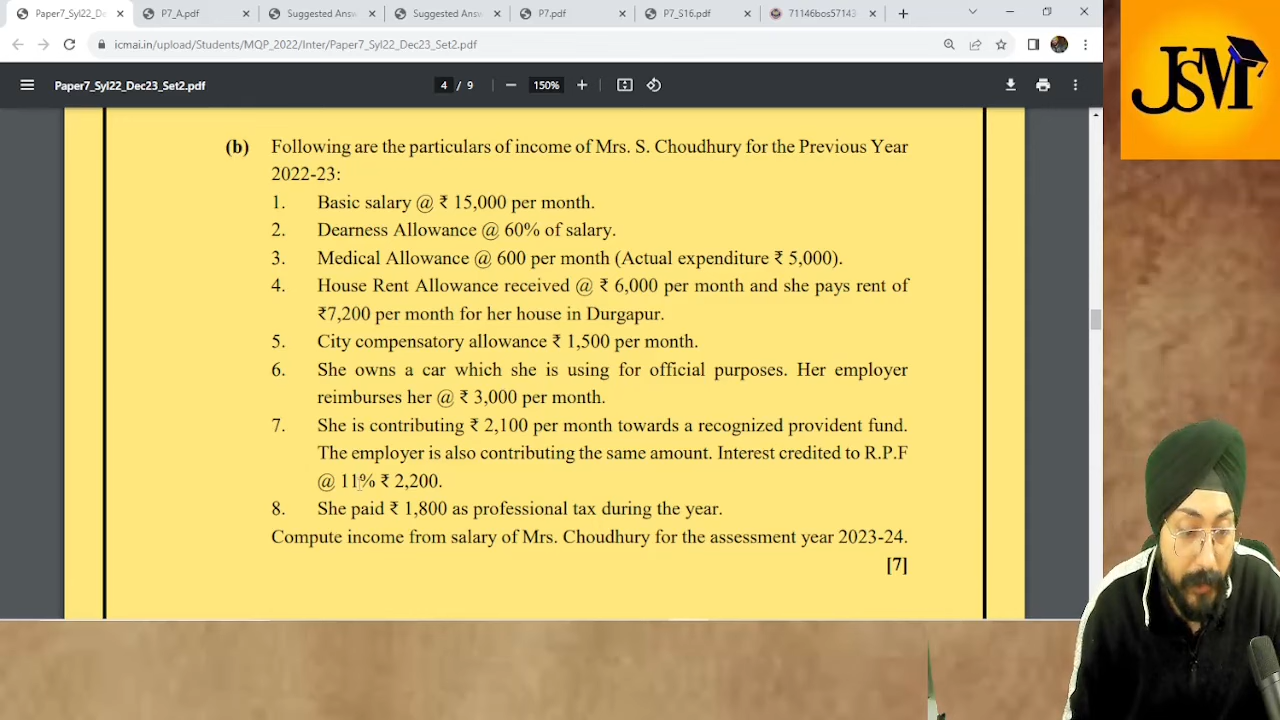 Paper7_Syl22_De
P7_A.pdf
Suggested Answ
Suggested Answ
P7.pdf
P7_S16.pdf
71146bos57143
icmai.in/upload/Students/MQP_2022/Inter/Paper7_Syl22_Dec23_Set2.pdf
JSM
Paper7_Syl22_Dec23_Set2.pdf
4 / 9
150%
(b) Following are the particulars of income of Mrs. S. Choudhury for the Previous Year
2022-23:
1. Basic salary @ ₹ 15,000 per month.
2. Dearness Allowance @ 60% of salary.
3. Medical Allowance @ 600 per month (Actual expenditure ₹ 5,000).
4. House Rent Allowance received @ ₹ 6,000 per month and she pays rent of
₹7,200 per month for her house in Durgapur.
5. City compensatory allowance ₹ 1,500 per month.
6. She owns a car which she is using for official purposes. Her employer
reimburses her @ ₹ 3,000 per month.
7. She is contributing ₹ 2,100 per month towards a recognized provident fund.
The employer is also contributing the same amount. Interest credited to R.P.F
@ 11% ₹ 2,200.
8. She paid ₹ 1,800 as professional tax during the year.
Compute income from salary of Mrs. Choudhury for the assessment year 2023-24.
[7]